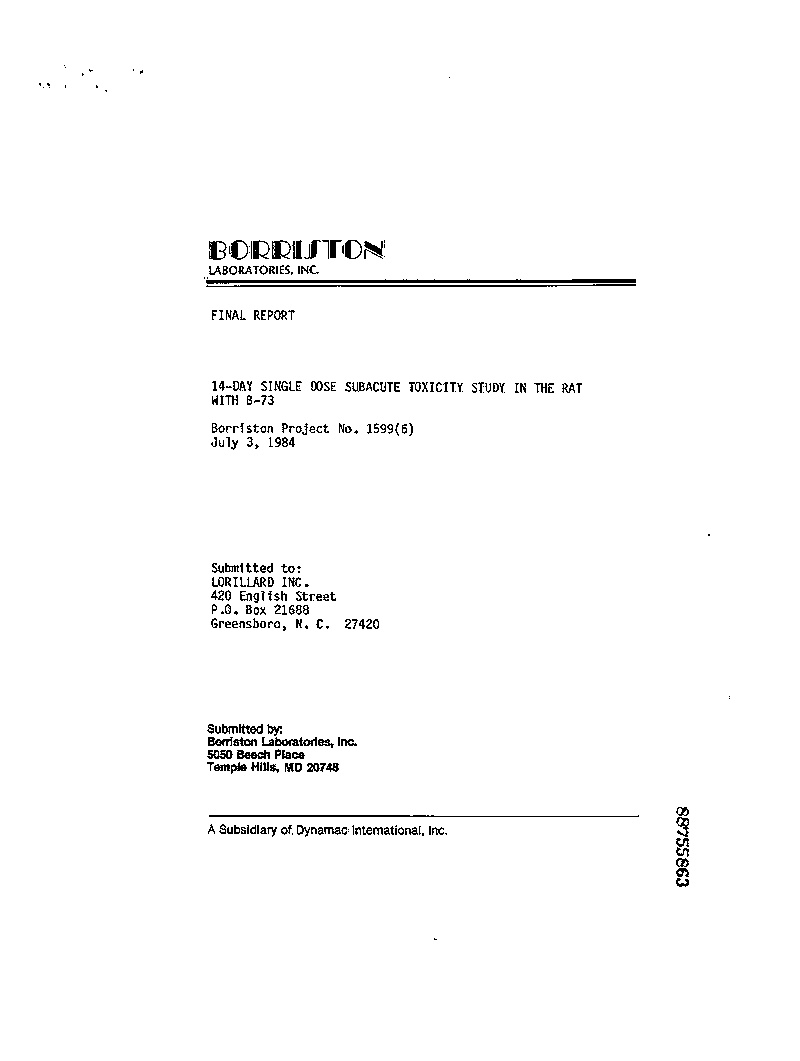 BORRISTON
LABORATORIES, INC.
FINAL REPORT
14-DAY SINGLE DOSE SUBACUTE TOXICITY STUDY IN THE RAT
WITH B-73
Borriston Project No. 1599(6)
July 3, 1984
Submitted to:
LORILLARD INC.
420 English Street
P.O. Box 21688
Greensboro, N. C. 27420
Submitted by:
Borriston Laboratories, Inc.
5050 Beech Place
Temple Hills, MD 20748
A Subsidiary of Dynamac International, Inc.
88755863